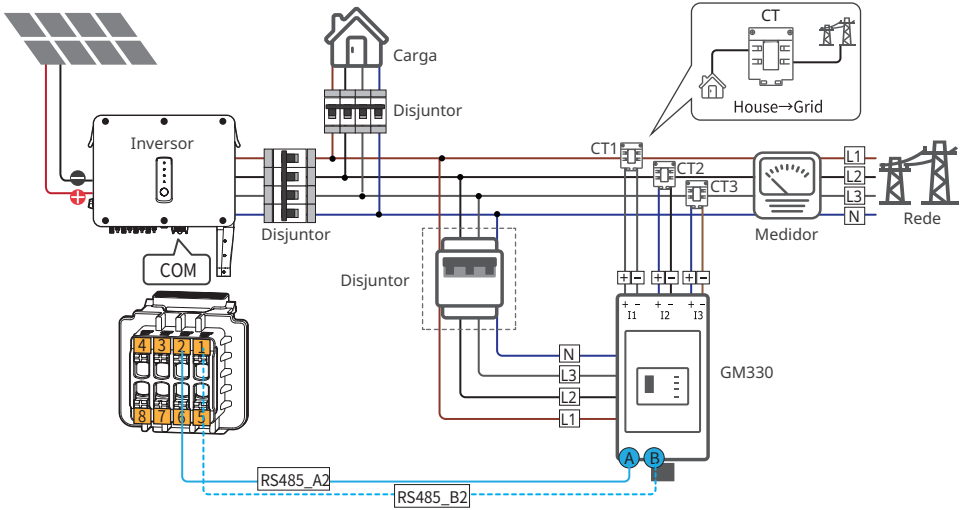 CT
House→Grid
Carga
Disjuntor
Inversor
CT1
CT2
CT3
L1
L2
L3
N
Disjuntor
Medidor
Rede
COM
Disjuntor
+ - + - + -
+ - + - + -
I1 I2 I3
4 3 2 1
8 7 6 5
N
L3
L2
L1
GM330
A B
RS485_A2
RS485_B2